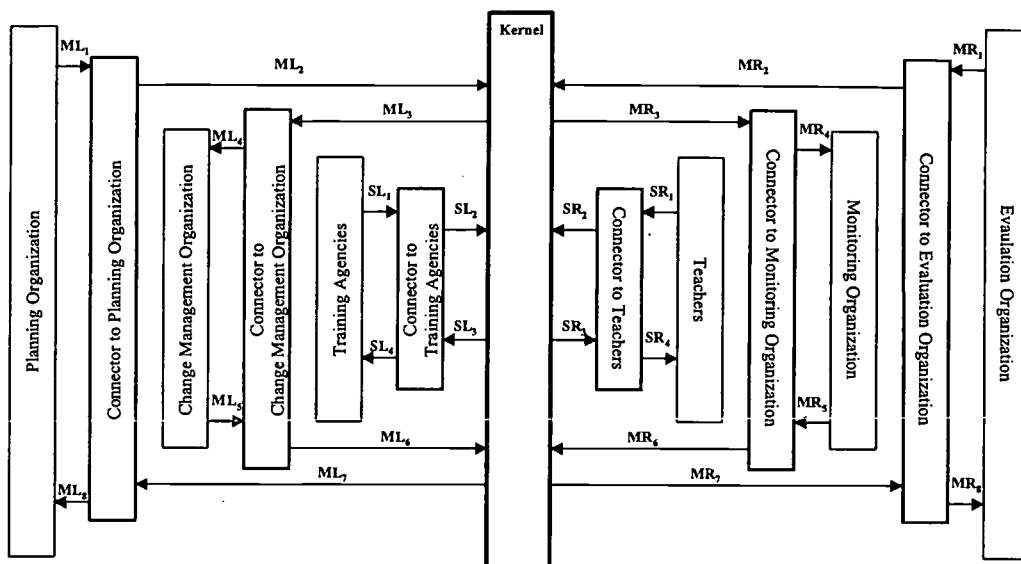 Kernel
ML1
ML2
MR2
MR1
ML3
MR3
ML4
MR4
SL1
SL2
SR2
SR1
Planning Organization
Connector to Planning Organization
Change Management Organization
Connector to
Change Management Organization
Training Agencies
Connector to
Training Agencies
Connector to Teachers
Teachers
Connector to Monitoring Organization
Monitoring Organization
Connector to Evaluation Organization
Evaulation Organization
SL3
SL4
SR3
SR4
ML5
MR5
ML6
MR6
ML7
MR7
ML8
MR8